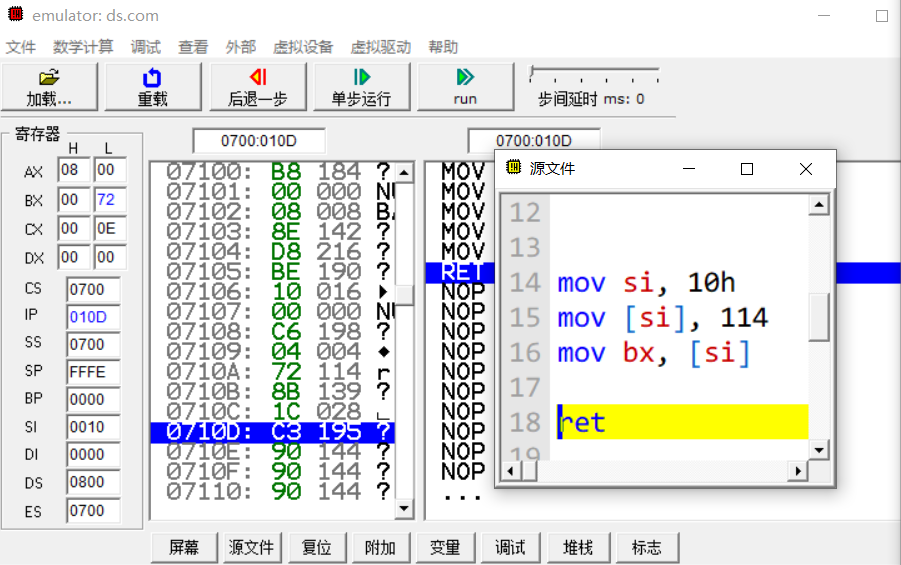 emulator: ds.com
文件 数学计算 调试 查看 外部 虚拟设备 虚拟驱动 帮助
加载... 重载 后退一步 单步运行 run 步间延时 ms: 0
寄存器
H L
AX 08 00
BX 00 72
CX 00 0E
DX 00 00
CS 0700
IP 010D
SS 0700
SP FFFE
BP 0000
SI 0010
DI 0000
DS 0800
ES 0700
0700:010D
07100: B8 184 ?
07101: 00 000 NU
07102: 08 008 BA
07103: 8E 142 ?
07104: D8 216 ?
07105: BE 190 ?
07106: 10 016
07107: 00 000 NU
07108: C6 198 ?
07109: 04 004
0710A: 72 114 r
0710B: 8B 139 ?
0710C: 1C 028
0710D: C3 195 ?
0710E: 90 144 ?
0710F: 90 144 ?
07110: 90 144 ?
0700:010D
MOV
MOV
MOV
MOV
MOV
RET
NOP
NOP
NOP
NOP
NOP
NOP
NOP
NOP
NOP
NOP
...
源文件
12
13
14 mov si, 10h
15 mov [si], 114
16 mov bx, [si]
17
18 ret
19
屏幕 源文件 复位 附加 变量 调试 堆栈 标志